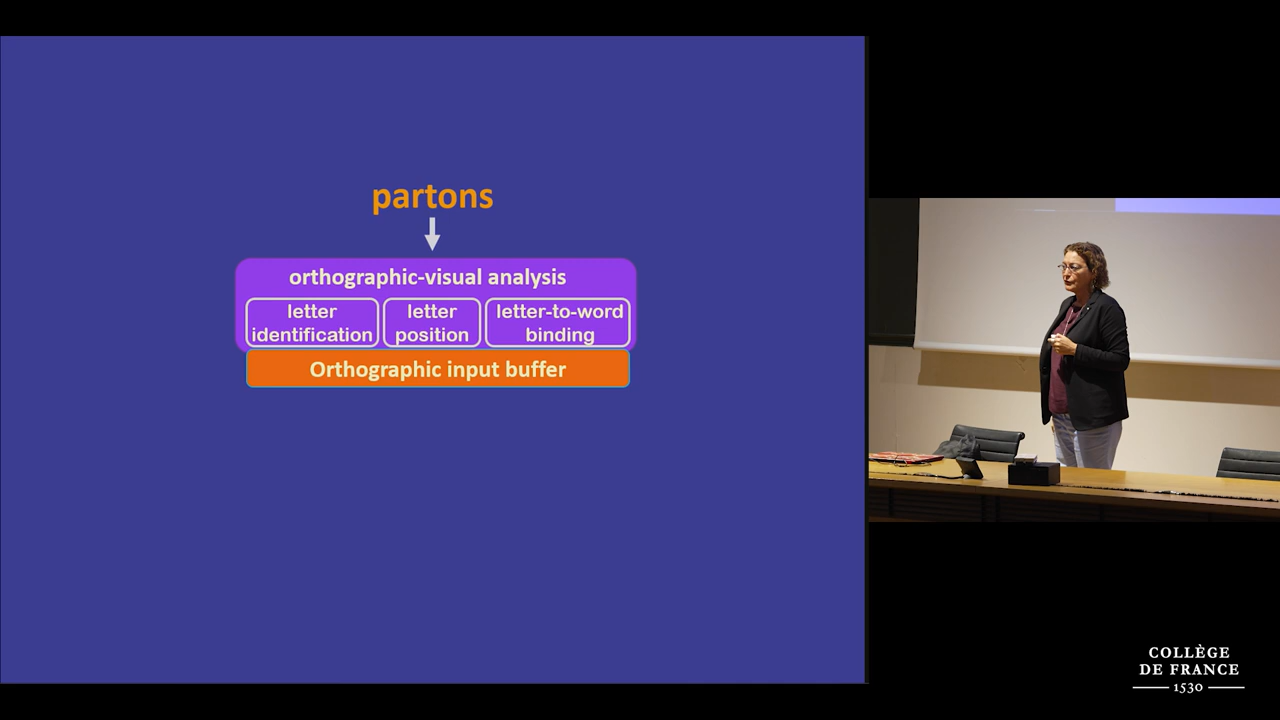 partons
orthographic-visual analysis
letter
identification
letter
position
letter-to-word
binding
Orthographic input buffer
COLLÈGE
DE FRANCE
1530